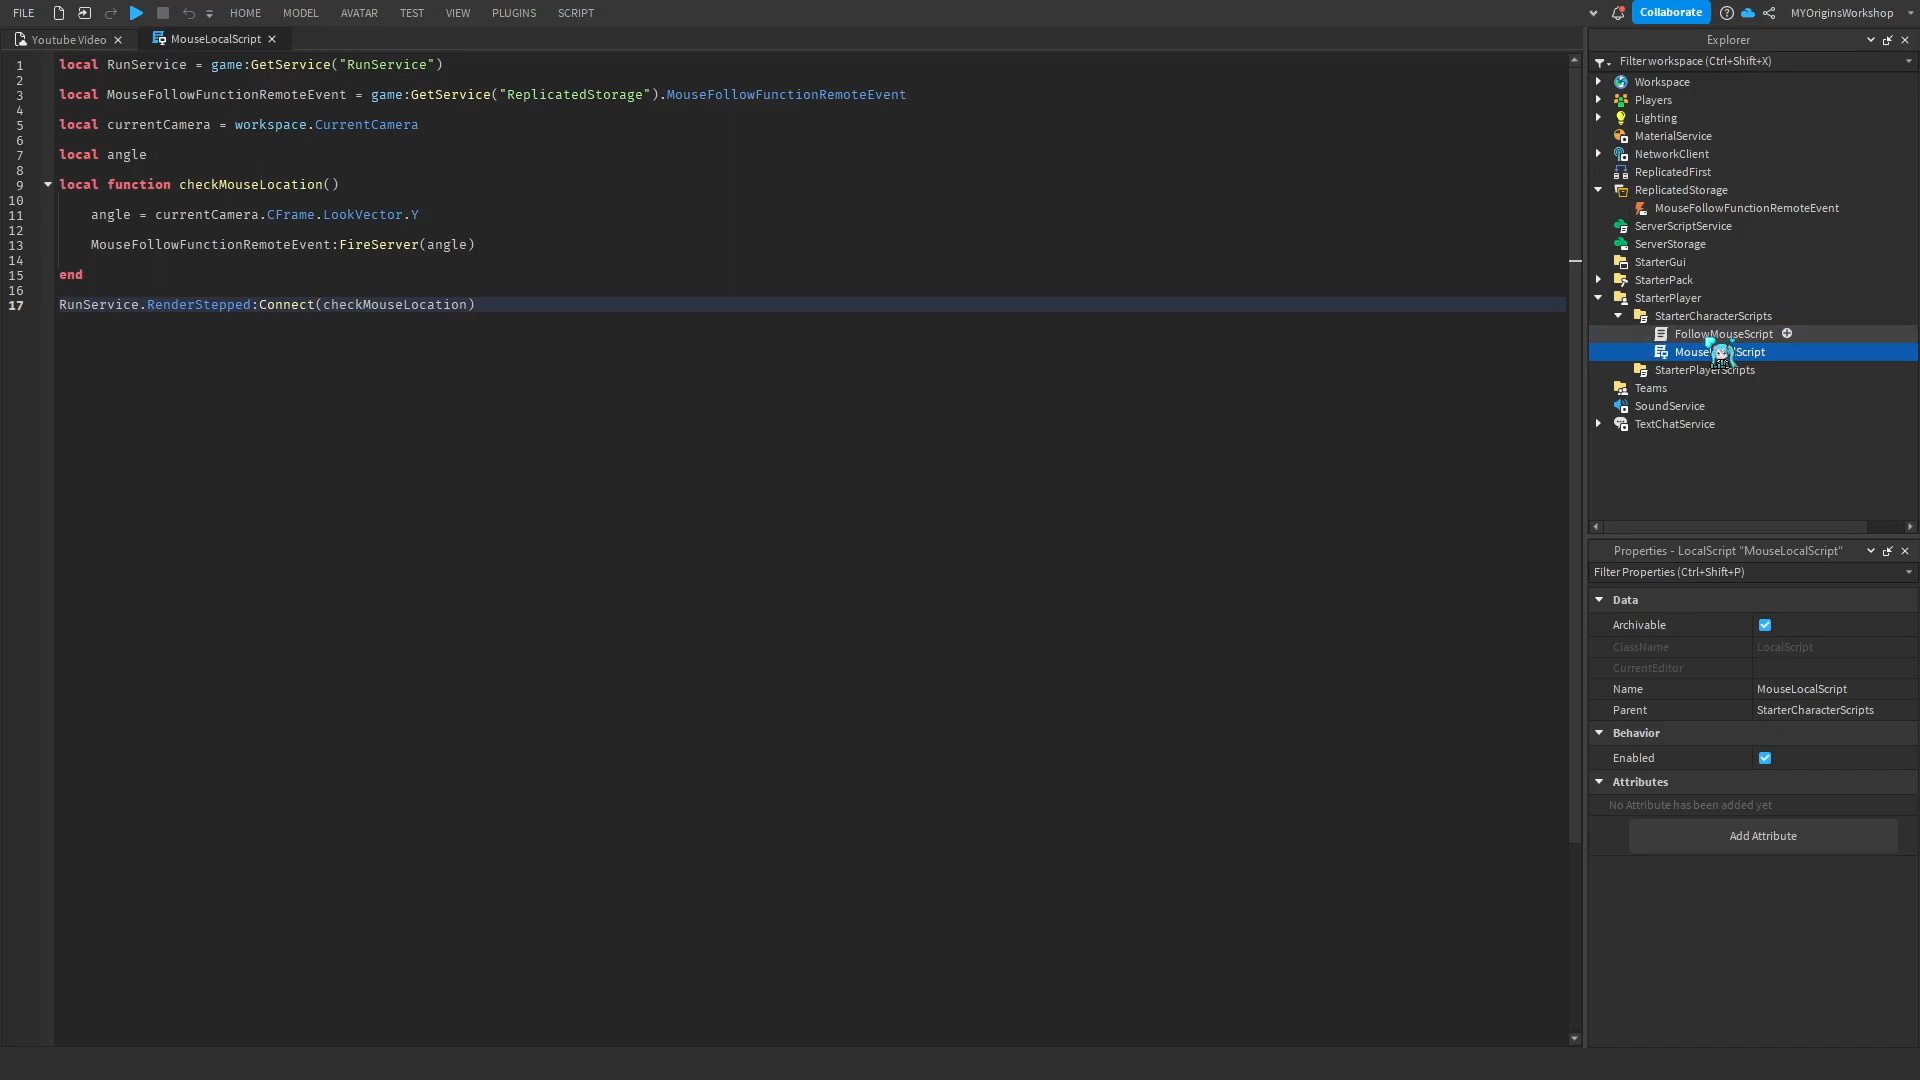 FILE HOME MODEL AVATAR TEST VIEW PLUGINS SCRIPT Collaborate MYOriginsWorkshop
Youtube Video MouseLocalScript
1 local RunService = game:GetService("RunService")
2
3 local MouseFollowFunctionRemoteEvent = game:GetService("ReplicatedStorage").MouseFollowFunctionRemoteEvent
4
5 local currentCamera = workspace.CurrentCamera
6
7 local angle
8
9 local function checkMouseLocation()
10
11 angle = currentCamera.CFrame.LookVector.Y
12
13 MouseFollowFunctionRemoteEvent:FireServer(angle)
14
15 end
16
17 RunService.RenderStepped:Connect(checkMouseLocation)
Explorer
Filter workspace (Ctrl+Shift+X)
Workspace
Players
Lighting
MaterialService
NetworkClient
ReplicatedFirst
ReplicatedStorage
MouseFollowFunctionRemoteEvent
ServerScriptService
ServerStorage
StarterGui
StarterPack
StarterPlayer
StarterCharacterScripts
FollowMouseScript
StarterPlayerScripts
Teams
SoundService
TextChatService
Properties - LocalScript "MouseLocalScript"
Filter Properties (Ctrl+Shift+P)
Data
Archivable
ClassName LocalScript
CurrentEditor
Name MouseLocalScript
Parent StarterCharacterScripts
Behavior
Enabled
Attributes
No Attribute has been added yet
Add Attribute